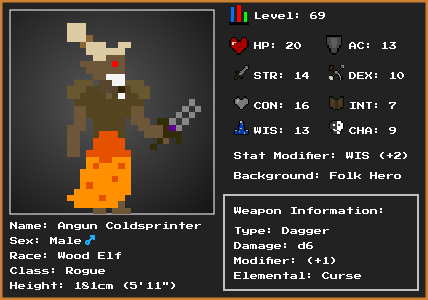 Level: 69
HP: 20
AC: 13
STR: 14
DEX: 10
CON: 16
INT: 7
WIS: 13
CHA: 9
Stat Modifier: WIS (+2)
Background: Folk Hero
Name: Angun Coldsprinter
Sex: Male♂
Race: Wood Elf
Class: Rogue
Height: 181cm (5'11")
Weapon Information:
Type: Dagger
Damage: d6
Modifier: (+1)
Elemental: Curse